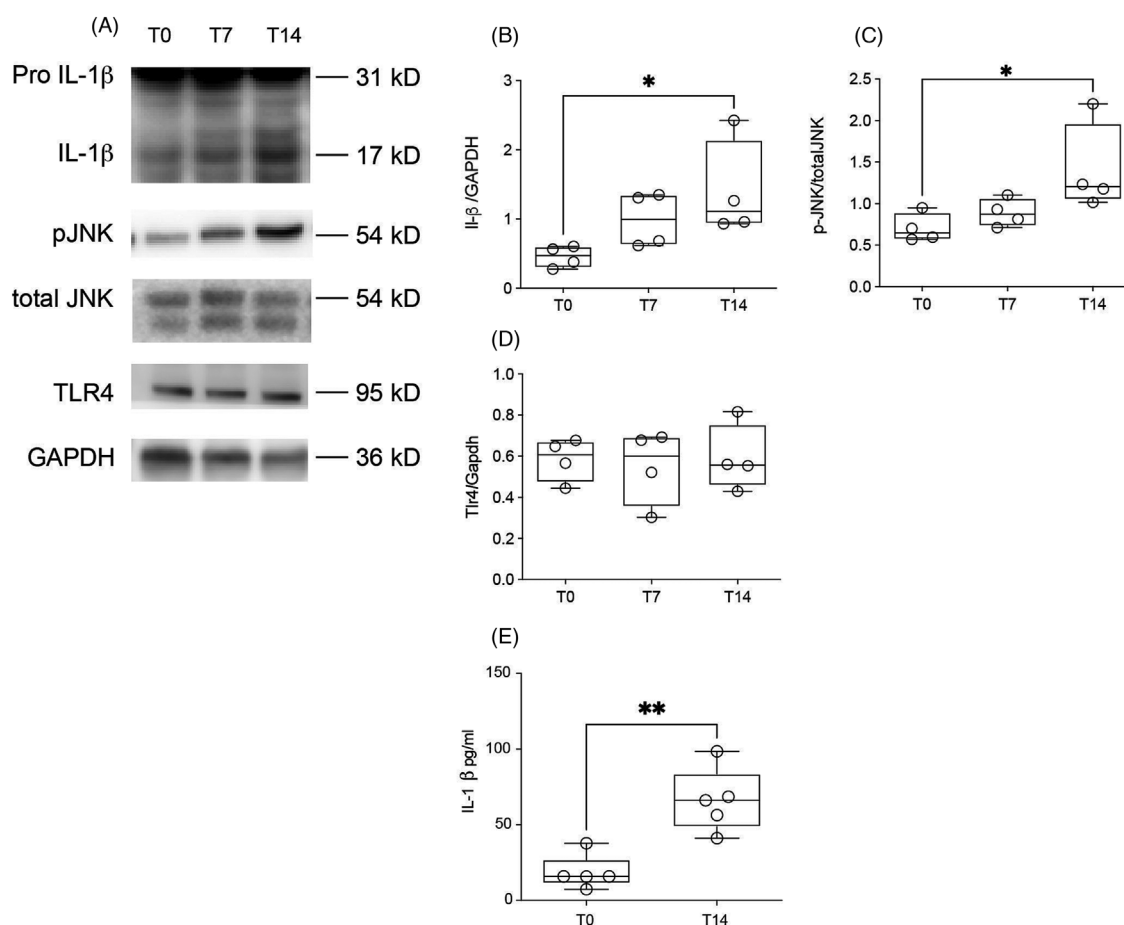 (A)
T0 T7 T14
Pro IL-1β 31 kD
IL-1β 17 kD
pJNK 54 kD
total JNK 54 kD
TLR4 95 kD
GAPDH 36 kD
(B)
Il-β /GAPDH
3
2
1
0
*
T0 T7 T14
(C)
p-JNK/totalJNK
2.5
2.0
1.5
1.0
0.5
0.0
*
T0 T7 T14
(D)
Tlr4/Gapdh
1.0
0.8
0.6
0.4
0.2
0.0
T0 T7 T14
(E)
IL-1 β pg/ml
150
100
50
0
**
T0 T14